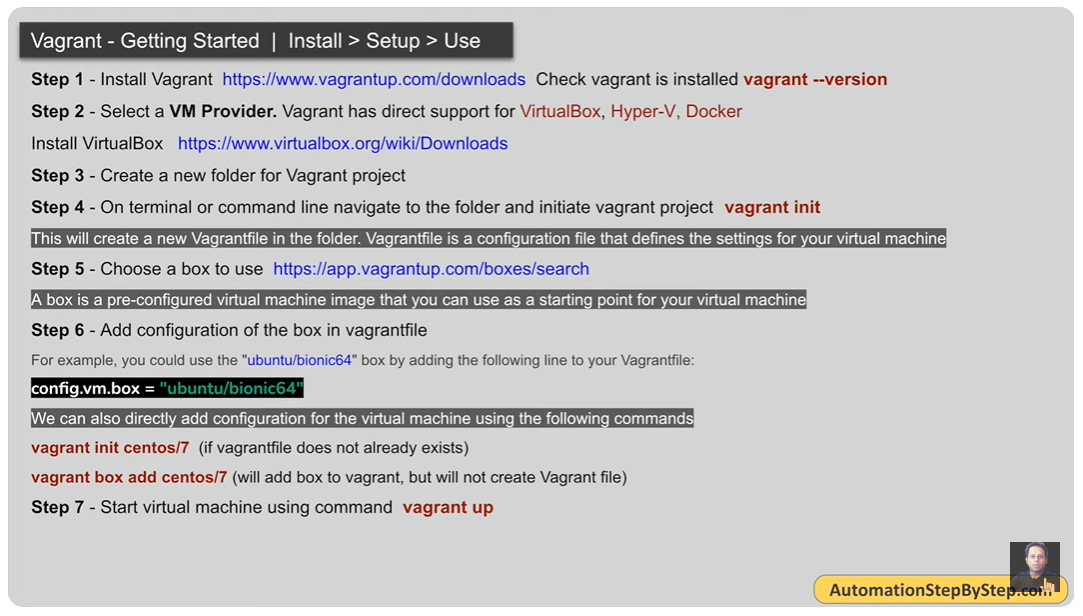 Vagrant - Getting Started | Install > Setup > Use
Step 1 - Install Vagrant https://www.vagrantup.com/downloads Check vagrant is installed vagrant --version
Step 2 - Select a VM Provider. Vagrant has direct support for VirtualBox, Hyper-V, Docker
Install VirtualBox https://www.virtualbox.org/wiki/Downloads
Step 3 - Create a new folder for Vagrant project
Step 4 - On terminal or command line navigate to the folder and initiate vagrant project vagrant init
This will create a new Vagrantfile in the folder. Vagrantfile is a configuration file that defines the settings for your virtual machine
Step 5 - Choose a box to use https://app.vagrantup.com/boxes/search
A box is a pre-configured virtual machine image that you can use as a starting point for your virtual machine
Step 6 - Add configuration of the box in vagrantfile
For example, you could use the "ubuntu/bionic64" box by adding the following line to your Vagrantfile:
config.vm.box = "ubuntu/bionic64"
We can also directly add configuration for the virtual machine using the following commands
vagrant init centos/7 (if vagrantfile does not already exists)
vagrant box add centos/7 (will add box to vagrant, but will not create Vagrant file)
Step 7 - Start virtual machine using command vagrant up
AutomationStepByStep.com